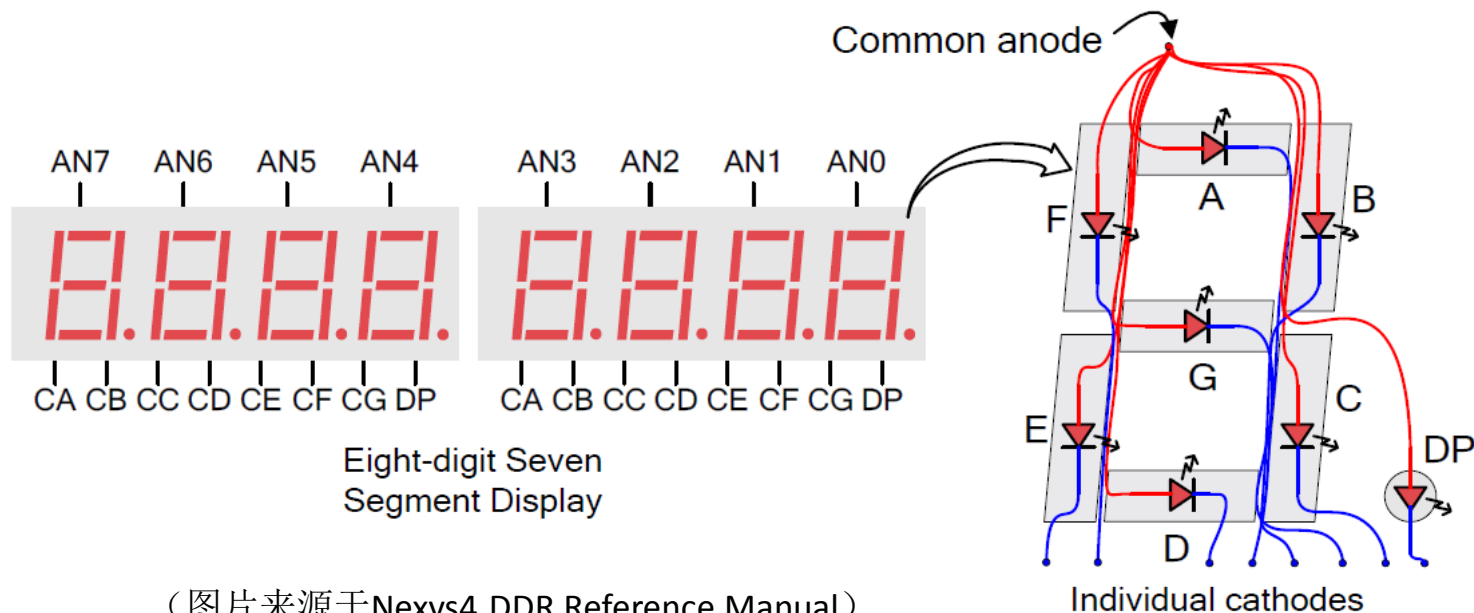 Common anode
AN7 AN6 AN5 AN4 AN3 AN2 AN1 AN0
CA CB CC CD CE CF CG DP CA CB CC CD CE CF CG DP
Eight-digit Seven
Segment Display
A
F
B
G
E
C
D
DP
Individual cathodes
（图片来源于Nexys4 DDR Reference Manual）